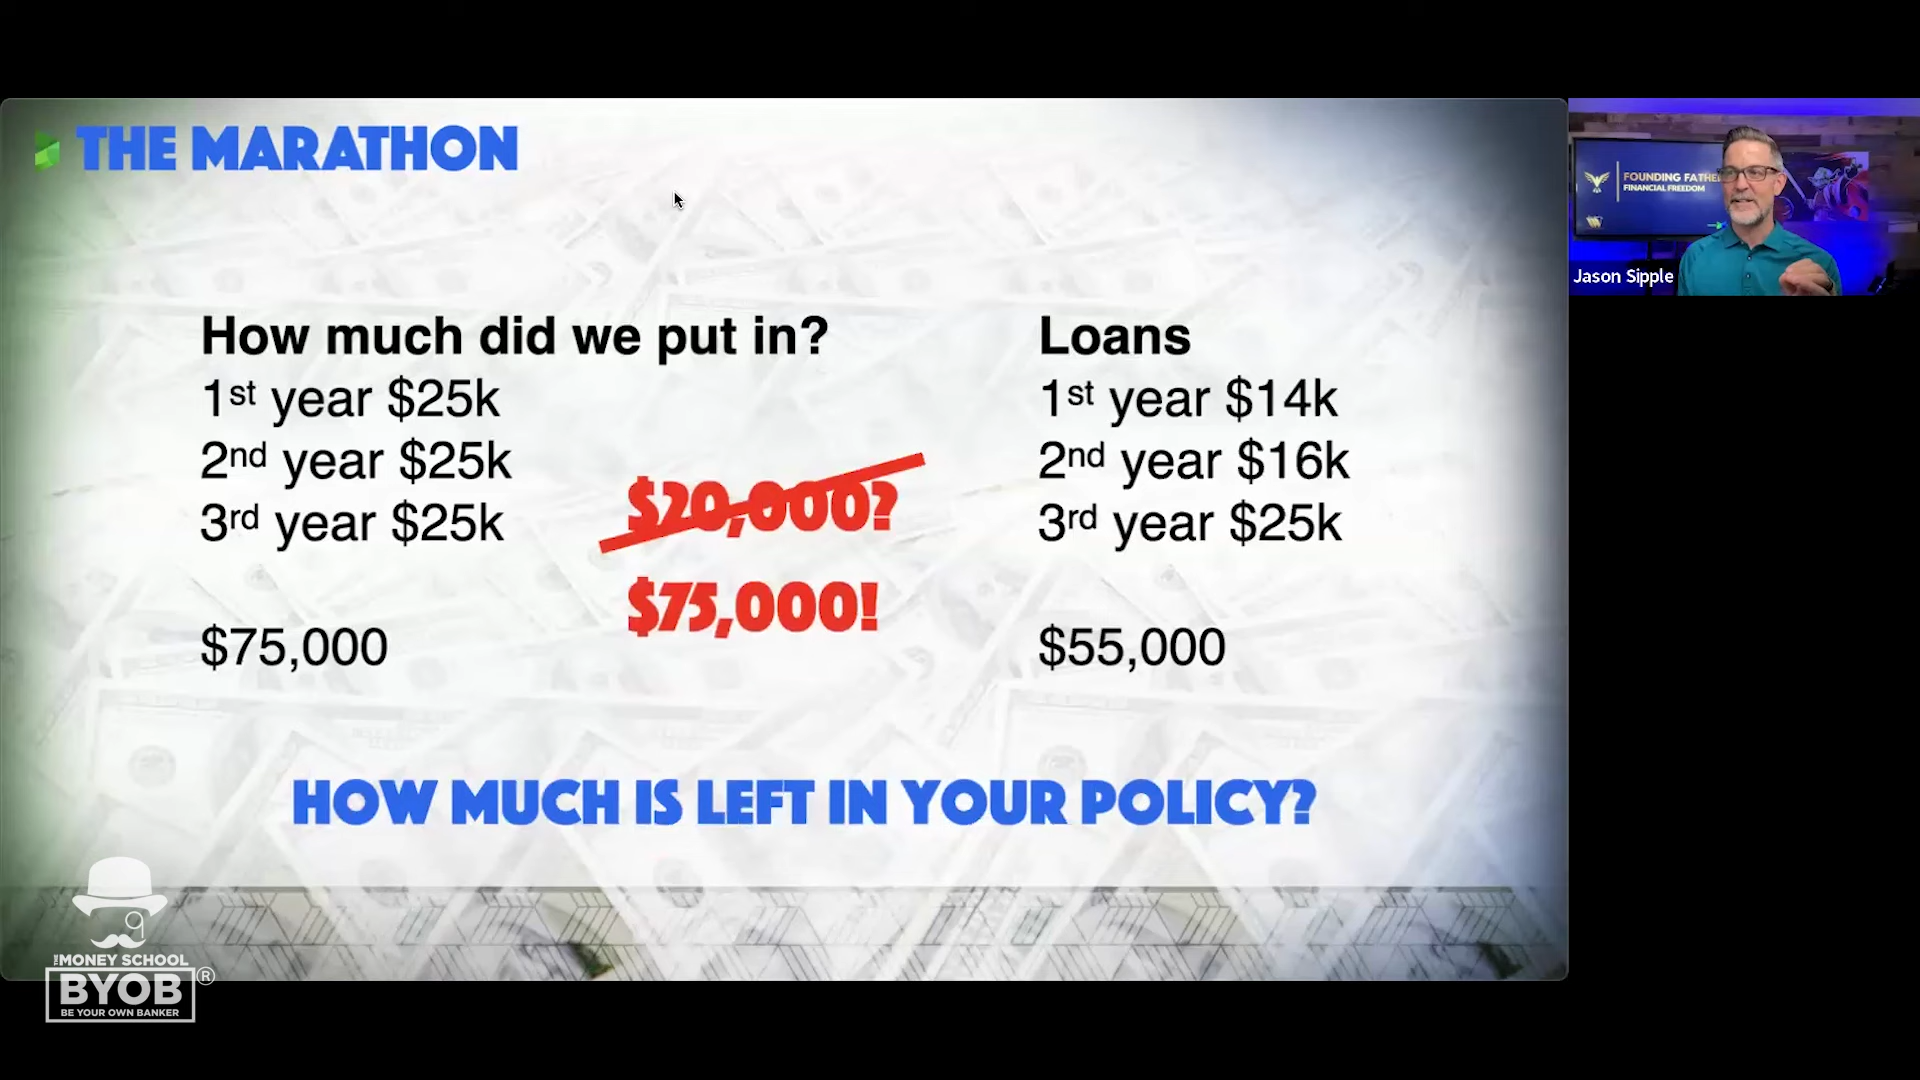 THE MARATHON
How much did we put in?
1st year $25k
2nd year $25k
3rd year $25k
$75,000
$20,000?
$75,000!
Loans
1st year $14k
2nd year $16k
3rd year $25k
$55,000
HOW MUCH IS LEFT IN YOUR POLICY?
FOUNDING FATHE
FINANCIAL FREEDOM
Jason Sipple
THE MONEY SCHOOL
BYOB®
BE YOUR OWN BANKER